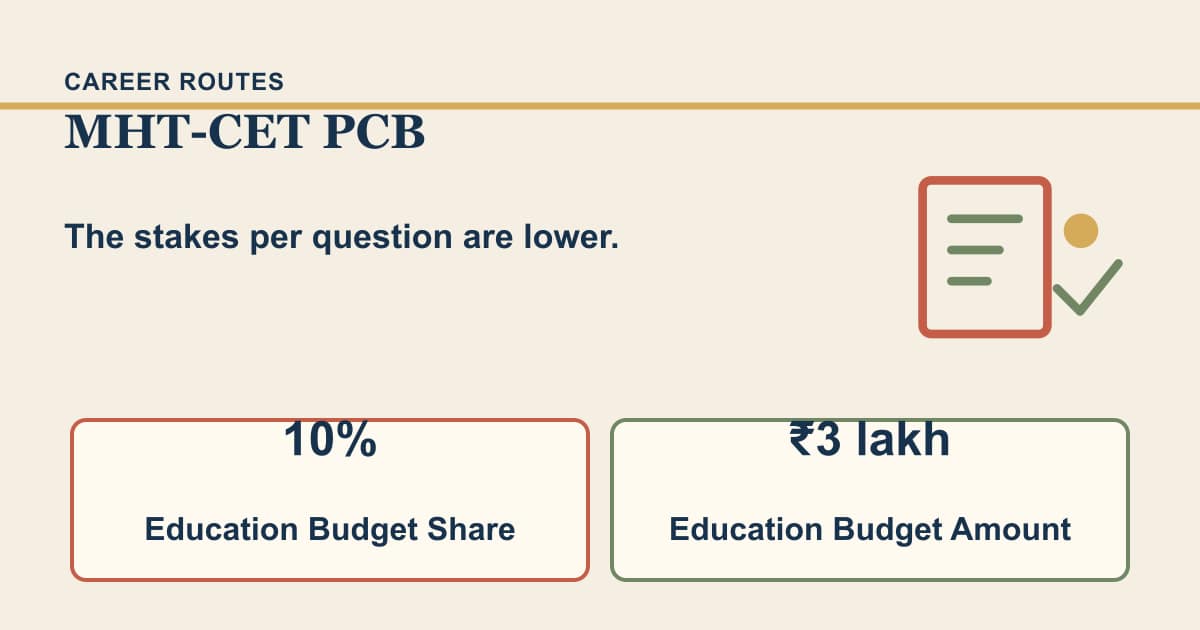 CAREER ROUTES
MHT-CET PCB
The stakes per question are lower.
10%
Education Budget Share
₹3 lakh
Education Budget Amount